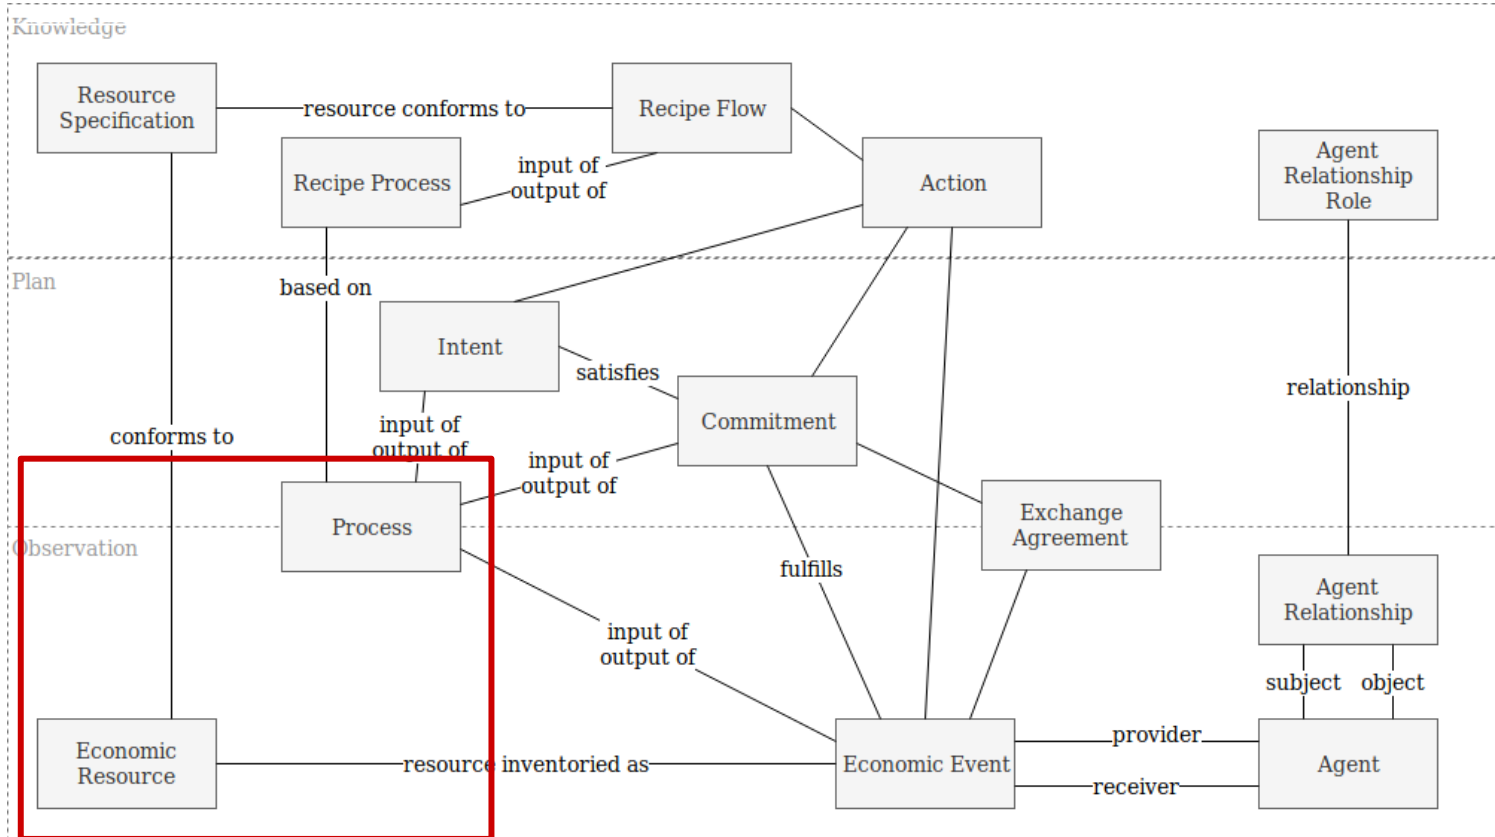 Knowledge
Resource
Specification
resource conforms to
Recipe Flow
Recipe Process
input of
output of
Action
Agent
Relationship
Role
Plan
based on
Intent
satisfies
relationship
Commitment
conforms to
input of
output of
input of
output of
Process
Exchange
Agreement
Observation
fulfills
Agent
Relationship
input of
output of
subject
object
Economic
Resource
resource inventoried as
Economic Event
provider
receiver
Agent